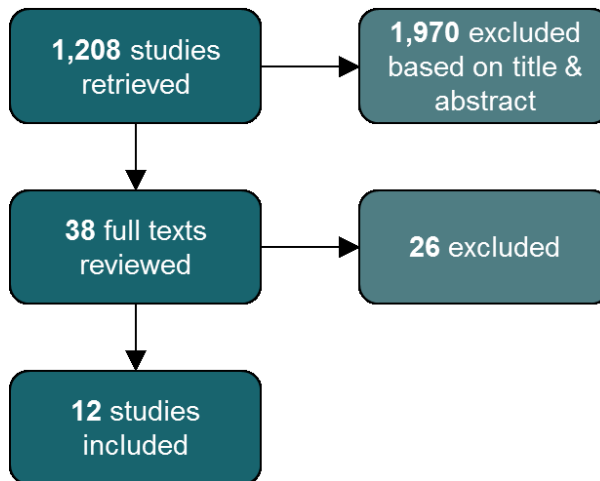 1,208 studies
retrieved
1,970 excluded
based on title &
abstract
38 full texts
reviewed
26 excluded
12 studies
included